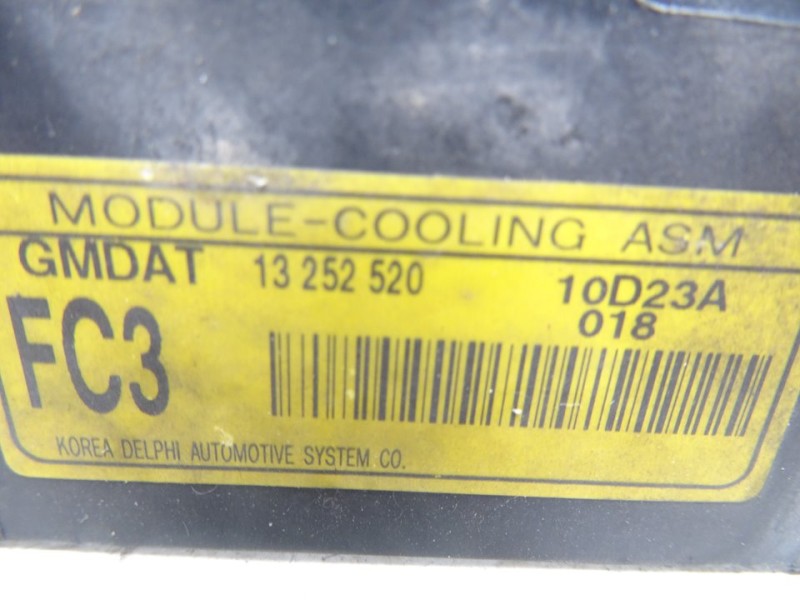 MODULE-COOLING ASM
GMDAT 13 252 520 10D23A
FC3 018
KOREA DELPHI AUTOMOTIVE SYSTEM CO.